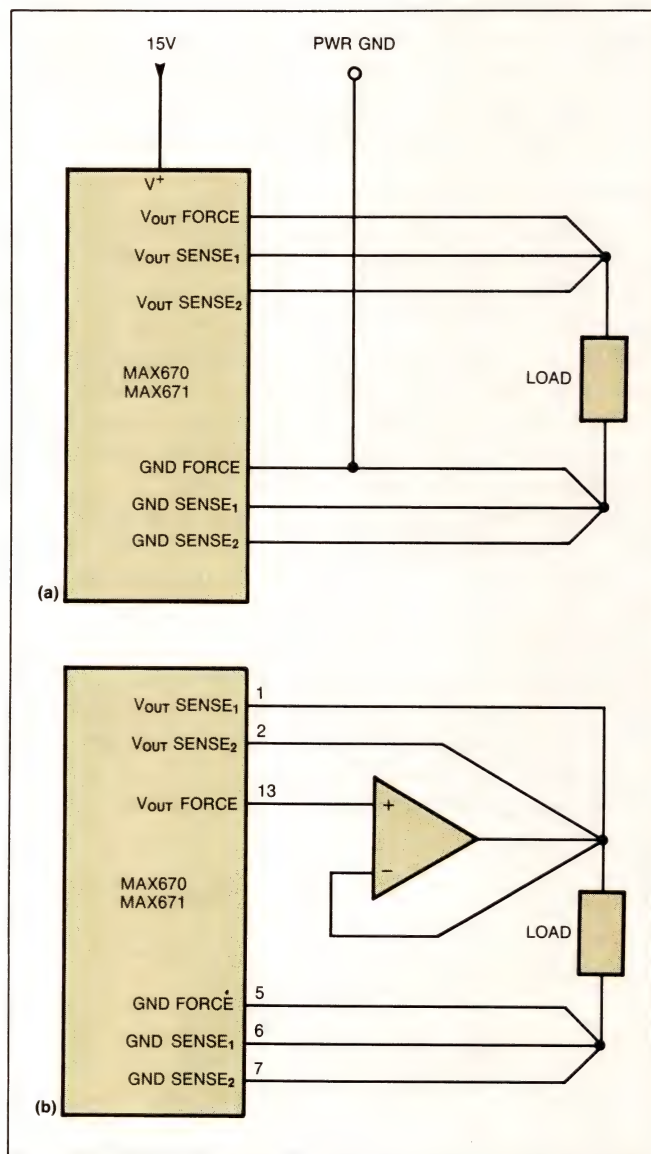 15V
PWR GND
V+
VOUT FORCE
VOUT SENSE1
VOUT SENSE2
MAX670
MAX671
LOAD
GND FORCE
GND SENSE1
GND SENSE2
(a)
VOUT SENSE1 1
VOUT SENSE2 2
VOUT FORCE 13
+
−
MAX670
MAX671
LOAD
GND FORCE 5
GND SENSE1 6
GND SENSE2 7
(b)